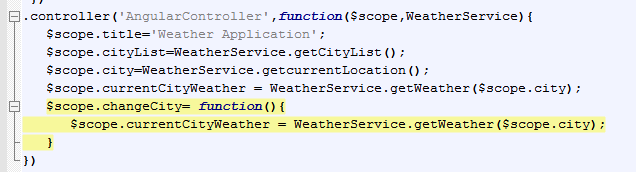 .controller('AngularController',function($scope,WeatherService){
$scope.title='Weather Application';
$scope.cityList=WeatherService.getCityList();
$scope.city=WeatherService.getcurrentLocation();
$scope.currentCityWeather = WeatherService.getWeather($scope.city);
$scope.changeCity= function(){
$scope.currentCityWeather = WeatherService.getWeather($scope.city);
}
})